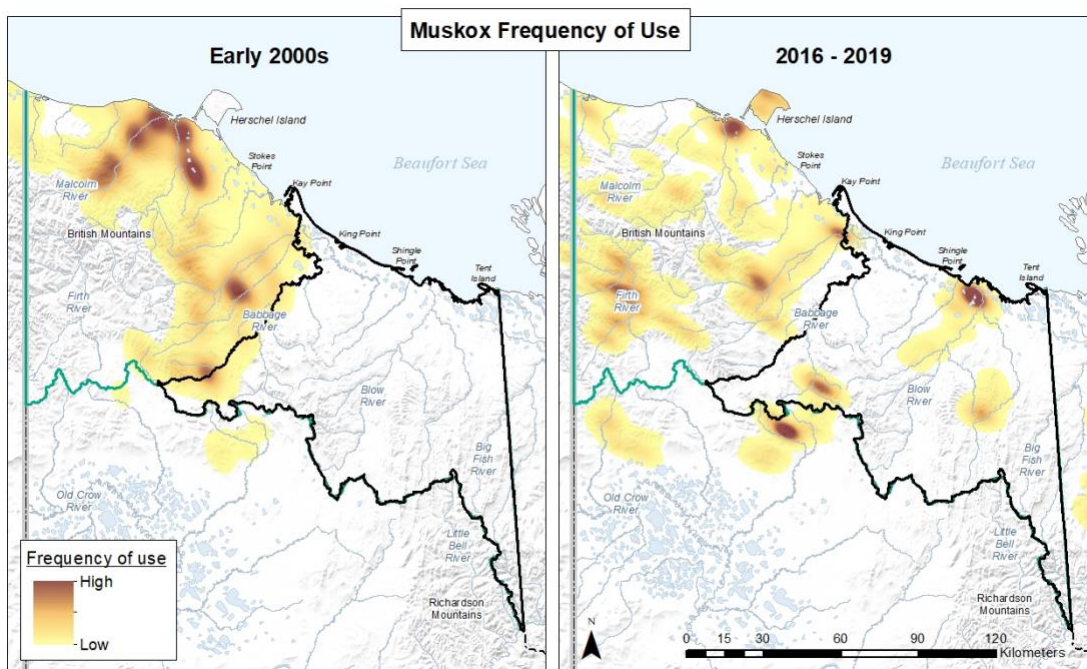 Muskox Frequency of Use
Early 2000s
Herschel Island
Beaufort Sea
Stokes
Point
Kay Point
Malcolm
River
British Mountains
King Point
Shingle
Point
Tent
Island
Firth
River
Babbage
River
Blow
River
Big
Fish
River
Old Crow
River
Little
Bell
River
Richardson
Mountains
Frequency of use
High
Low
2016 - 2019
Herschel Island
Beaufort Sea
Stokes
Point
Kay Point
Malcolm
River
British Mountains
King Point
Shingle
Point
Tent
Island
Firth
River
Babbage
River
Blow
River
Big
Fish
River
Old Crow
River
Little
Bell
River
Richardson
Mountains
N
0 15 30 60 90 120
Kilometers